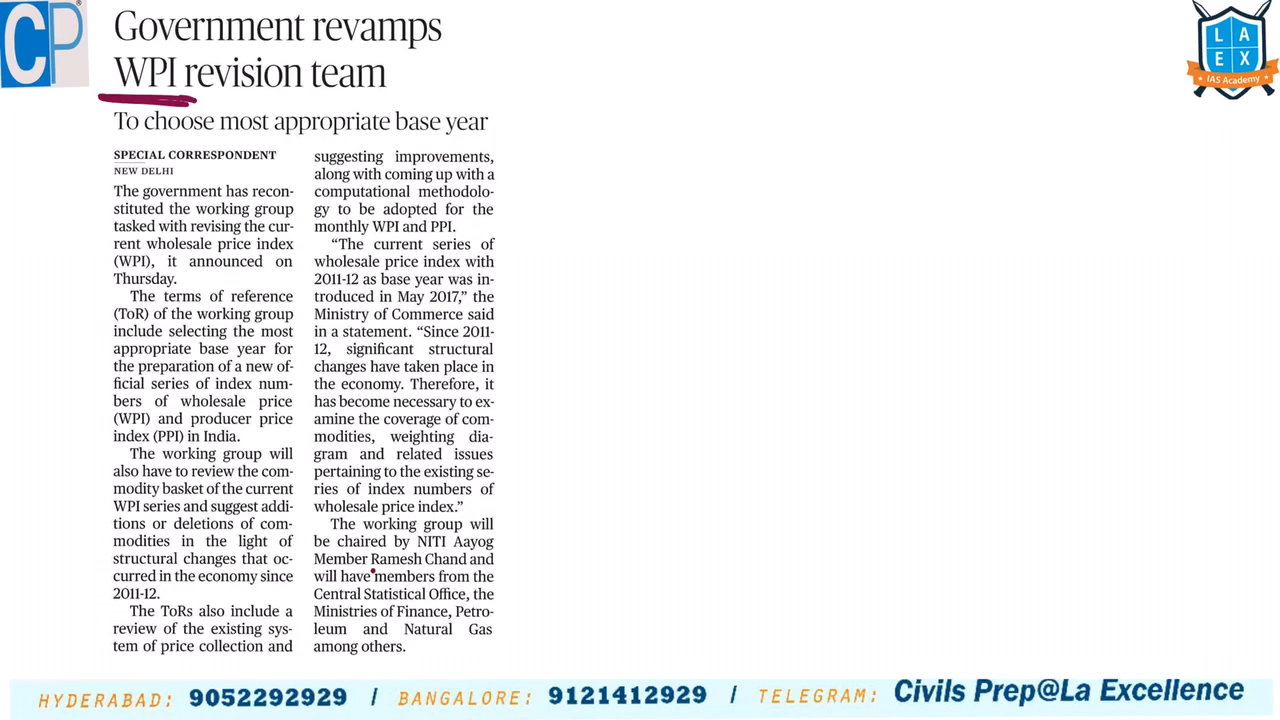 CP
Government revamps
WPI revision team
To choose most appropriate base year
SPECIAL CORRESPONDENT
NEW DELHI
The government has recon-
stituted the working group
tasked with revising the cur-
rent wholesale price index
(WPI), it announced on
Thursday.
The terms of reference
(ToR) of the working group
include selecting the most
appropriate base year for
the preparation of a new of-
ficial series of index num-
bers of wholesale price
(WPI) and producer price
index (PPI) in India.
The working group will
also have to review the com-
modity basket of the current
WPI series and suggest addi-
tions or deletions of com-
modities in the light of
structural changes that oc-
curred in the economy since
2011-12.
The ToRs also include a
review of the existing sys-
tem of price collection and
suggesting improvements,
along with coming up with a
computational methodolo-
gy to be adopted for the
monthly WPI and PPI.
“The current series of
wholesale price index with
2011-12 as base year was in-
troduced in May 2017,” the
Ministry of Commerce said
in a statement. “Since 2011-
12, significant structural
changes have taken place in
the economy. Therefore, it
has become necessary to ex-
amine the coverage of com-
modities, weighting dia-
gram and related issues
pertaining to the existing se-
ries of index numbers of
wholesale price index.”
The working group will
be chaired by NITI Aayog
Member Ramesh Chand and
will have members from the
Central Statistical Office, the
Ministries of Finance, Petro-
leum and Natural Gas
among others.
L A
E X
IAS Academy
HYDERABAD: 9052292929 / BANGALORE: 9121412929 / TELEGRAM: Civils Prep@La Excellence